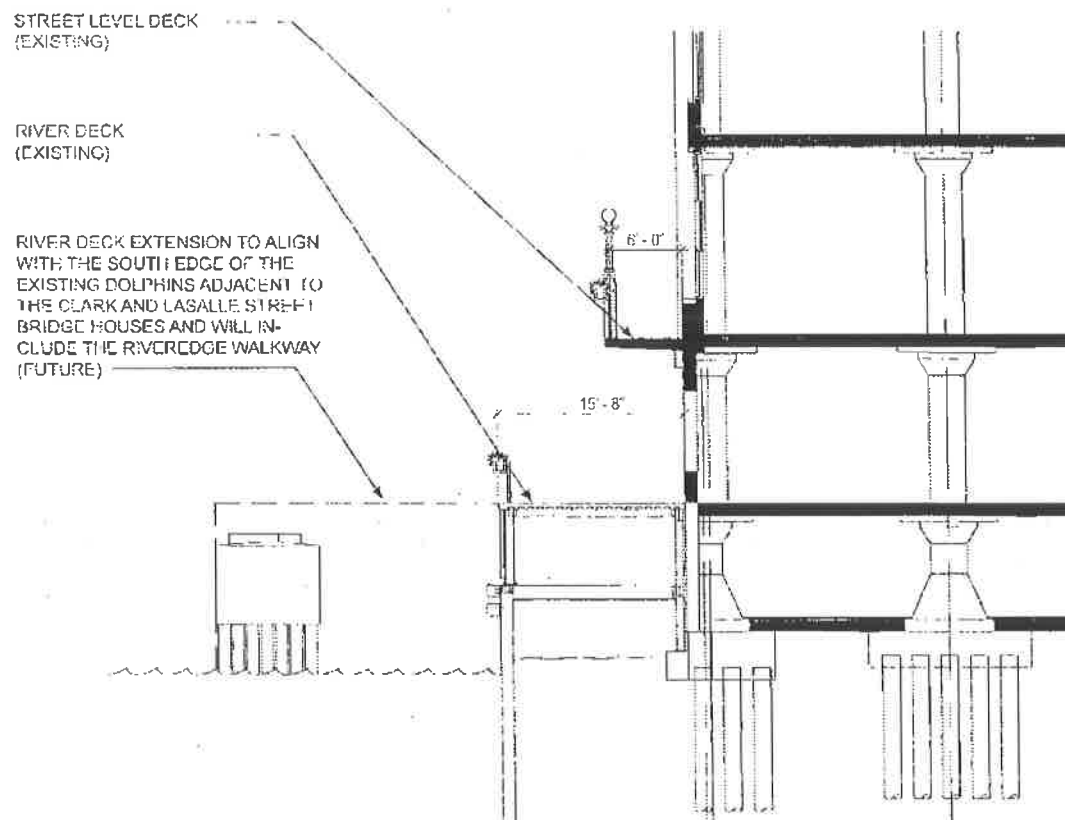 STREET LEVEL DECK
(EXISTING)
RIVER DECK
(EXISTING)
RIVER DECK EXTENSION TO ALIGN
WITH THE SOUTH EDGE OF THE
EXISTING DOLPHINS ADJACENT TO
THE CLARK AND LASALLE STREET
BRIDGE HOUSES AND WILL IN-
CLUDE THE RIVEREDGE WALKWAY
(FUTURE)
6' - 0"
15' - 8"